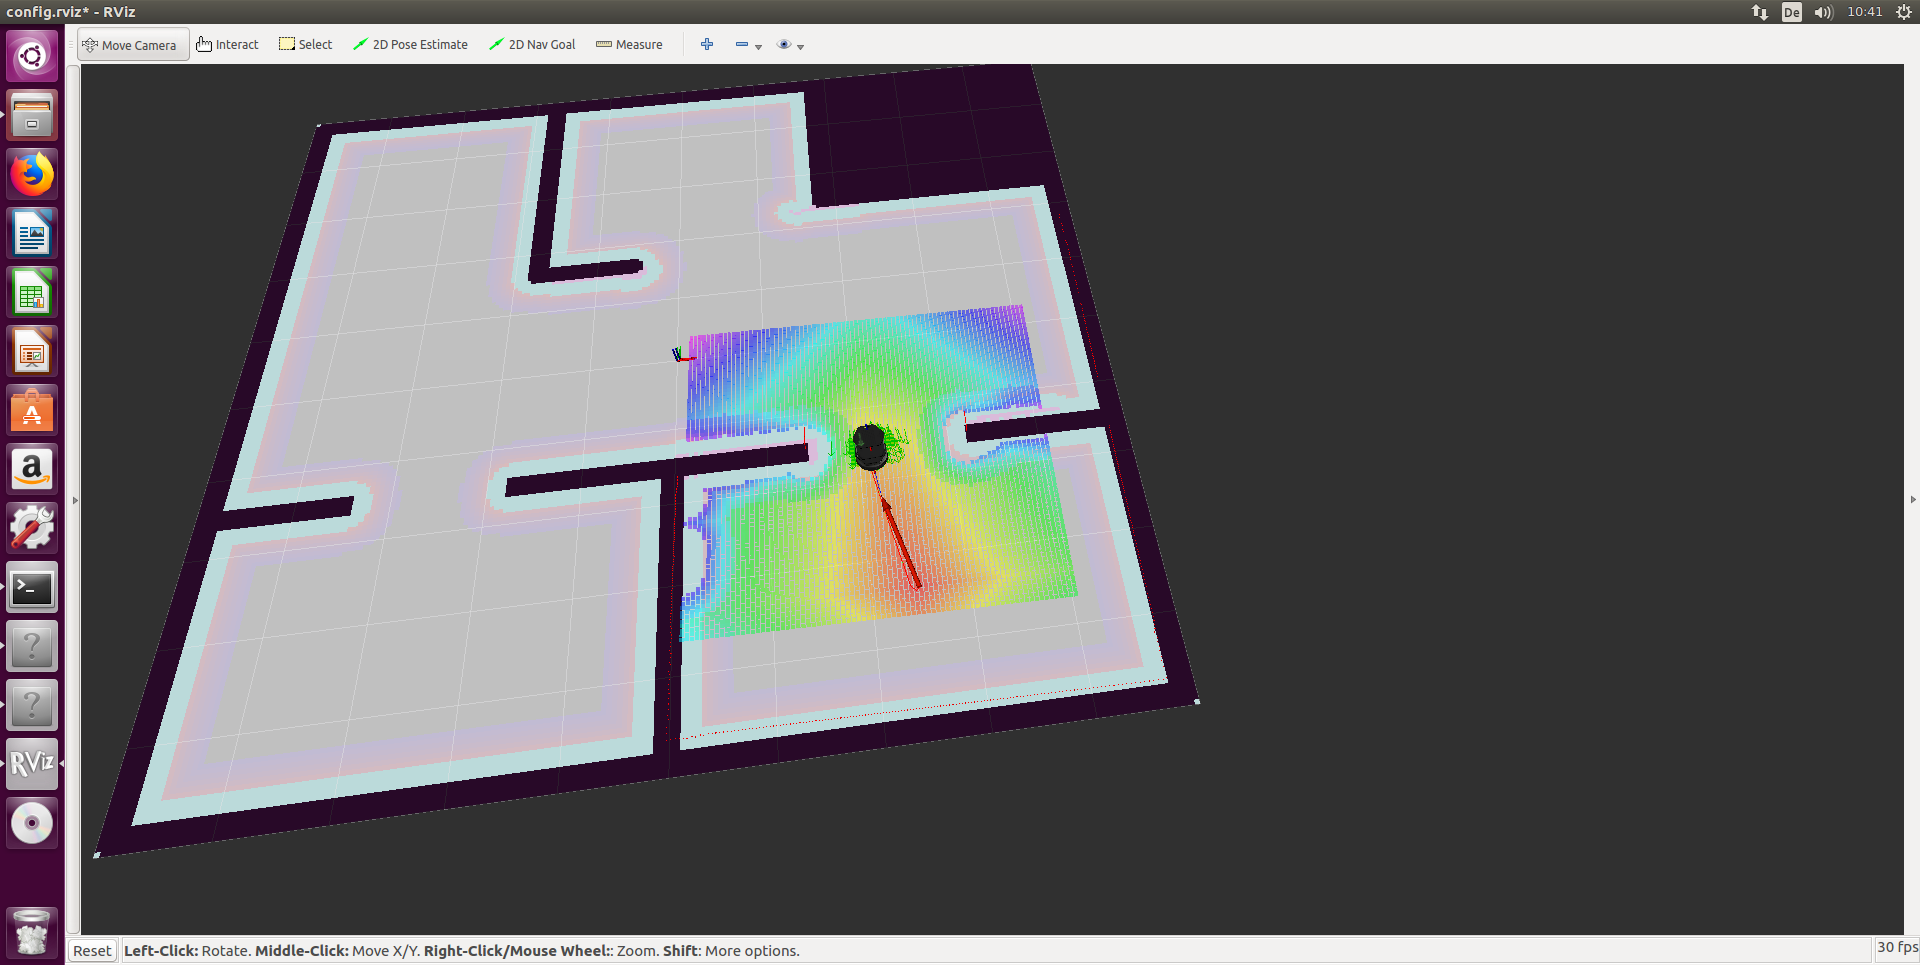 config.rviz* - RViz
De
10:41
Move Camera
Interact
Select
2D Pose Estimate
2D Nav Goal
Measure
A
a
>_
?
?
RViz
Reset
Left-Click: Rotate. Middle-Click: Move X/Y. Right-Click/Mouse Wheel:: Zoom. Shift: More options.
30 fps